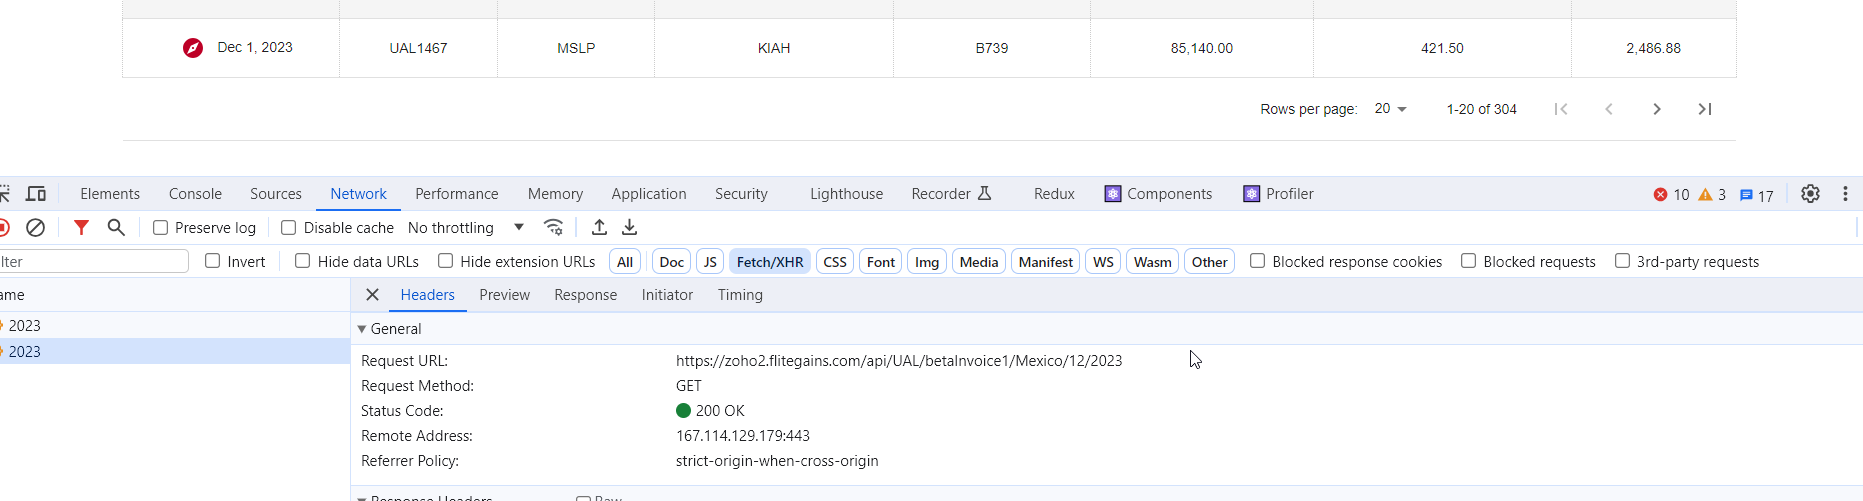 Dec 1, 2023 UAL1467 MSLP KIAH B739 85,140.00 421.50 2,486.88
Rows per page: 20 1-20 of 304
Elements Console Sources Network Performance Memory Application Security Lighthouse Recorder Redux Components Profiler 10 3 17
Preserve log Disable cache No throttling
lter Invert Hide data URLs Hide extension URLs All Doc JS Fetch/XHR CSS Font Img Media Manifest WS Wasm Other Blocked response cookies Blocked requests 3rd-party requests
ame Headers Preview Response Initiator Timing
2023
2023
General
Request URL: https://zoho2.flitegains.com/api/UAL/betaInvoice1/Mexico/12/2023
Request Method: GET
Status Code: 200 OK
Remote Address: 167.114.129.179:443
Referrer Policy: strict-origin-when-cross-origin
Response Headers Raw